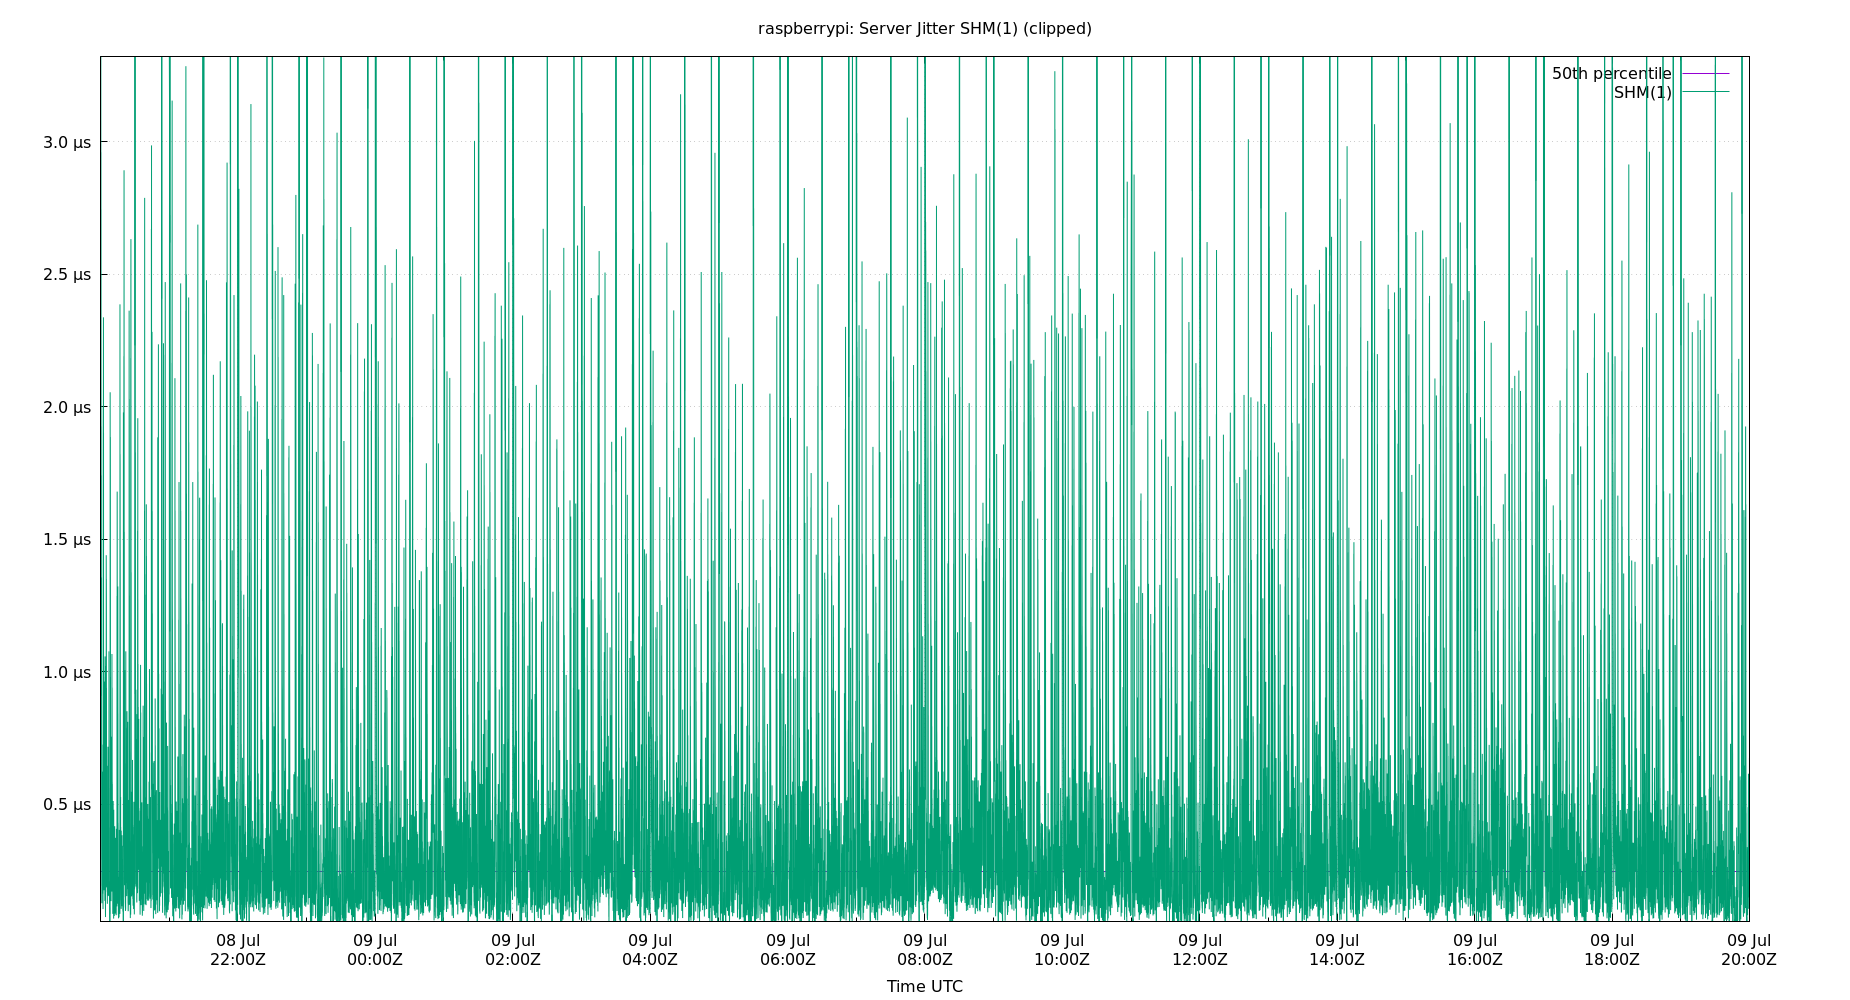 raspberrypi: Server Jitter SHM(1) (clipped)
50th percentile
SHM(1)
3.0 µs
2.5 µs
2.0 µs
1.5 µs
1.0 µs
0.5 µs
08 Jul 09 Jul 09 Jul 09 Jul 09 Jul 09 Jul 09 Jul 09 Jul 09 Jul 09 Jul 09 Jul 09 Jul
22:00Z 00:00Z 02:00Z 04:00Z 06:00Z 08:00Z 10:00Z 12:00Z 14:00Z 16:00Z 18:00Z 20:00Z
Time UTC